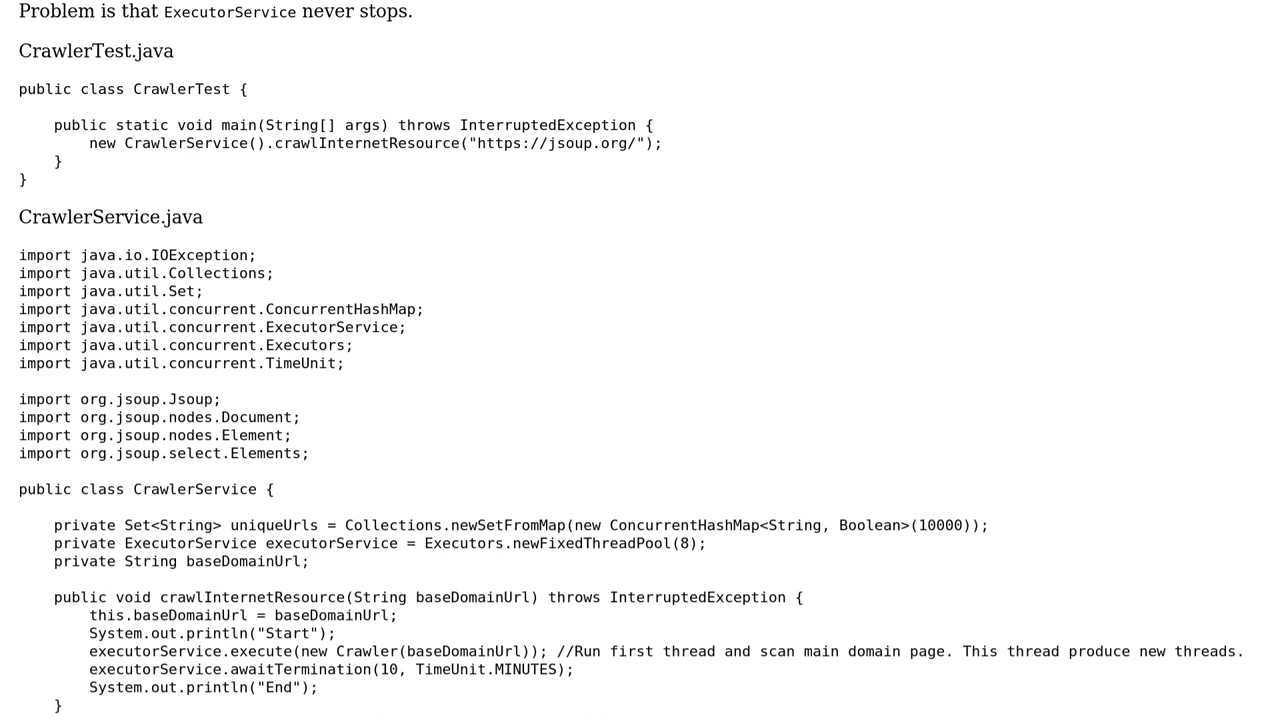 Problem is that ExecutorService never stops.
CrawlerTest.java
public class CrawlerTest {
    public static void main(String[] args) throws InterruptedException {
        new CrawlerService().crawlInternetResource("https://jsoup.org/");
    }
}
CrawlerService.java
import java.io.IOException;
import java.util.Collections;
import java.util.Set;
import java.util.concurrent.ConcurrentHashMap;
import java.util.concurrent.ExecutorService;
import java.util.concurrent.Executors;
import java.util.concurrent.TimeUnit;
import org.jsoup.Jsoup;
import org.jsoup.nodes.Document;
import org.jsoup.nodes.Element;
import org.jsoup.select.Elements;
public class CrawlerService {
    private Set<String> uniqueUrls = Collections.newSetFromMap(new ConcurrentHashMap<String, Boolean>(10000));
    private ExecutorService executorService = Executors.newFixedThreadPool(8);
    private String baseDomainUrl;
    public void crawlInternetResource(String baseDomainUrl) throws InterruptedException {
        this.baseDomainUrl = baseDomainUrl;
        System.out.println("Start");
        executorService.execute(new Crawler(baseDomainUrl)); //Run first thread and scan main domain page. This thread produce new threads.
        executorService.awaitTermination(10, TimeUnit.MINUTES);
        System.out.println("End");
    }